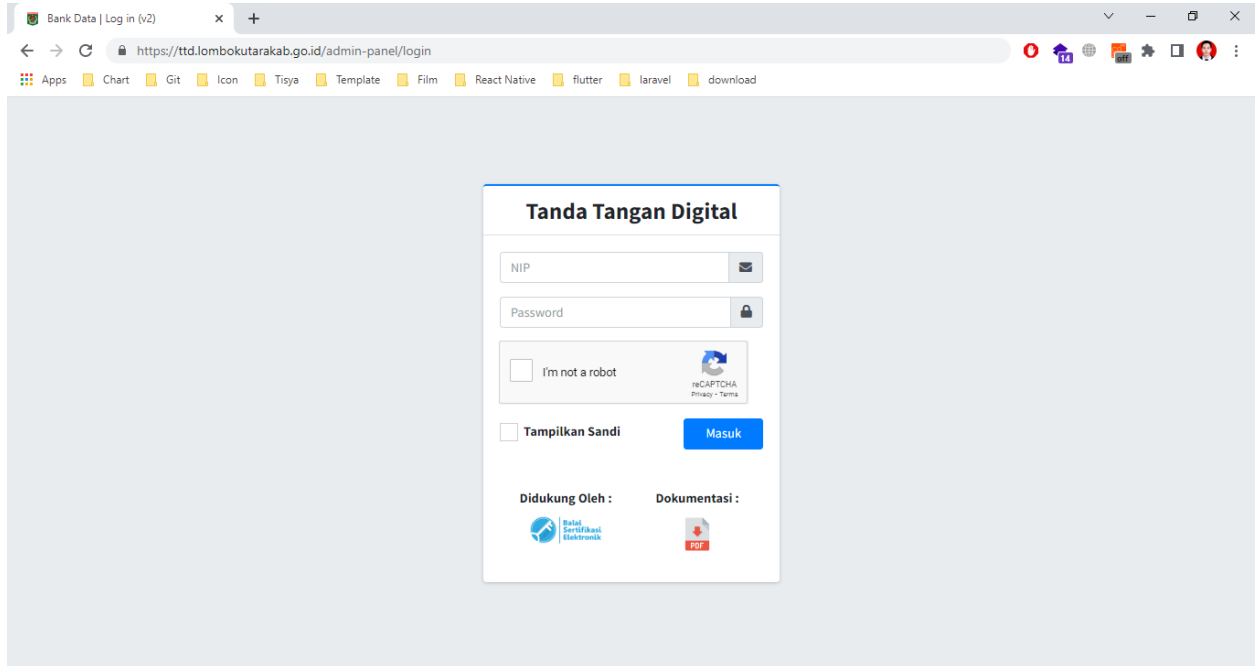 Bank Data | Log in (v2)
https://ttd.lombokutarakab.go.id/admin-panel/login
14
off
Apps Chart Git Icon Tisya Template Film React Native flutter laravel download
Tanda Tangan Digital
NIP
Password
I'm not a robot
reCAPTCHA
Privacy - Terms
Tampilkan Sandi Masuk
Didukung Oleh : Dokumentasi :
Balai
Sertifikasi
Elektronik
PDF